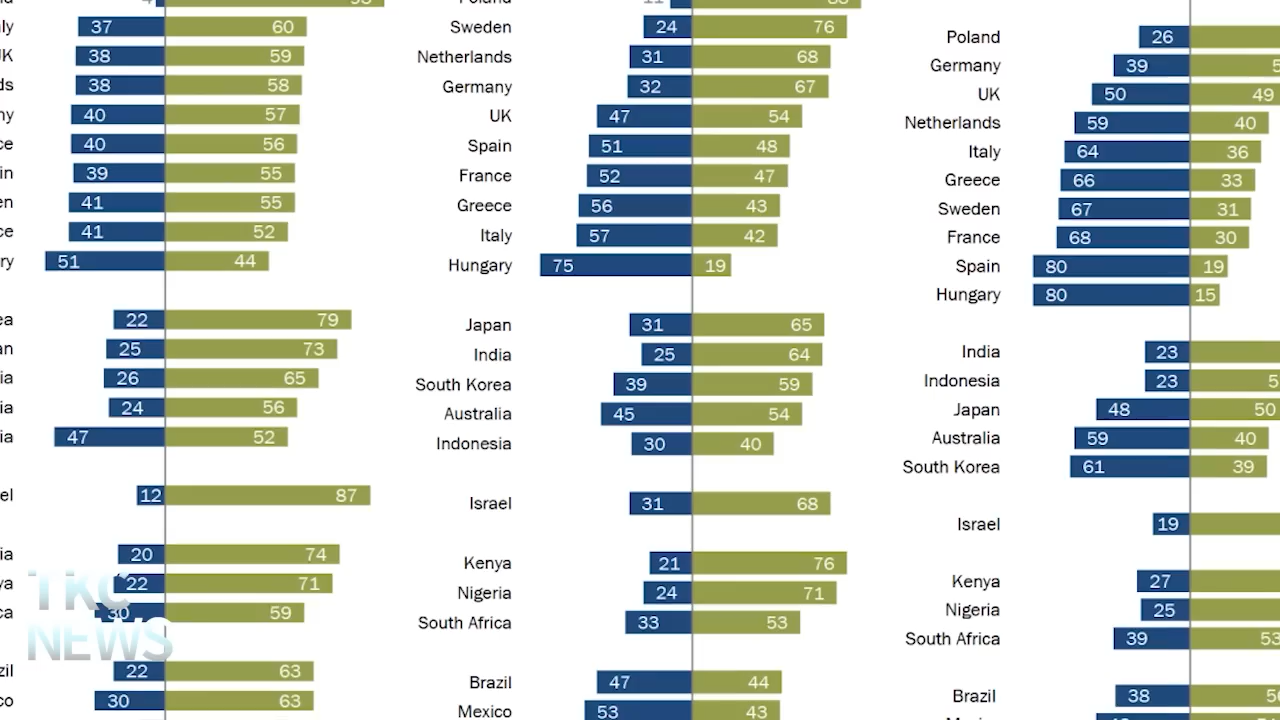 37 60
38 59
38 58
40 57
40 56
39 55
41 55
41 52
51 44
22 79
25 73
26 65
24 56
47 52
12 87
20 74
22 71
30 59
22 63
30 63
Sweden 24 76
Netherlands 31 68
Germany 32 67
UK 47 54
Spain 51 48
France 52 47
Greece 56 43
Italy 57 42
Hungary 75 19
Japan 31 65
India 25 64
South Korea 39 59
Australia 45 54
Indonesia 30 40
Israel 31 68
Kenya 21 76
Nigeria 24 71
South Africa 33 53
Brazil 47 44
Mexico 53 43
Poland 26
Germany 39
UK 50 49
Netherlands 59 40
Italy 64 36
Greece 66 33
Sweden 67 31
France 68 30
Spain 80 19
Hungary 80 15
India 23
Indonesia 23
Japan 48 50
Australia 59 40
South Korea 61 39
Israel 19
Kenya 27
Nigeria 25
South Africa 39 53
Brazil 38
TKC
NEWS